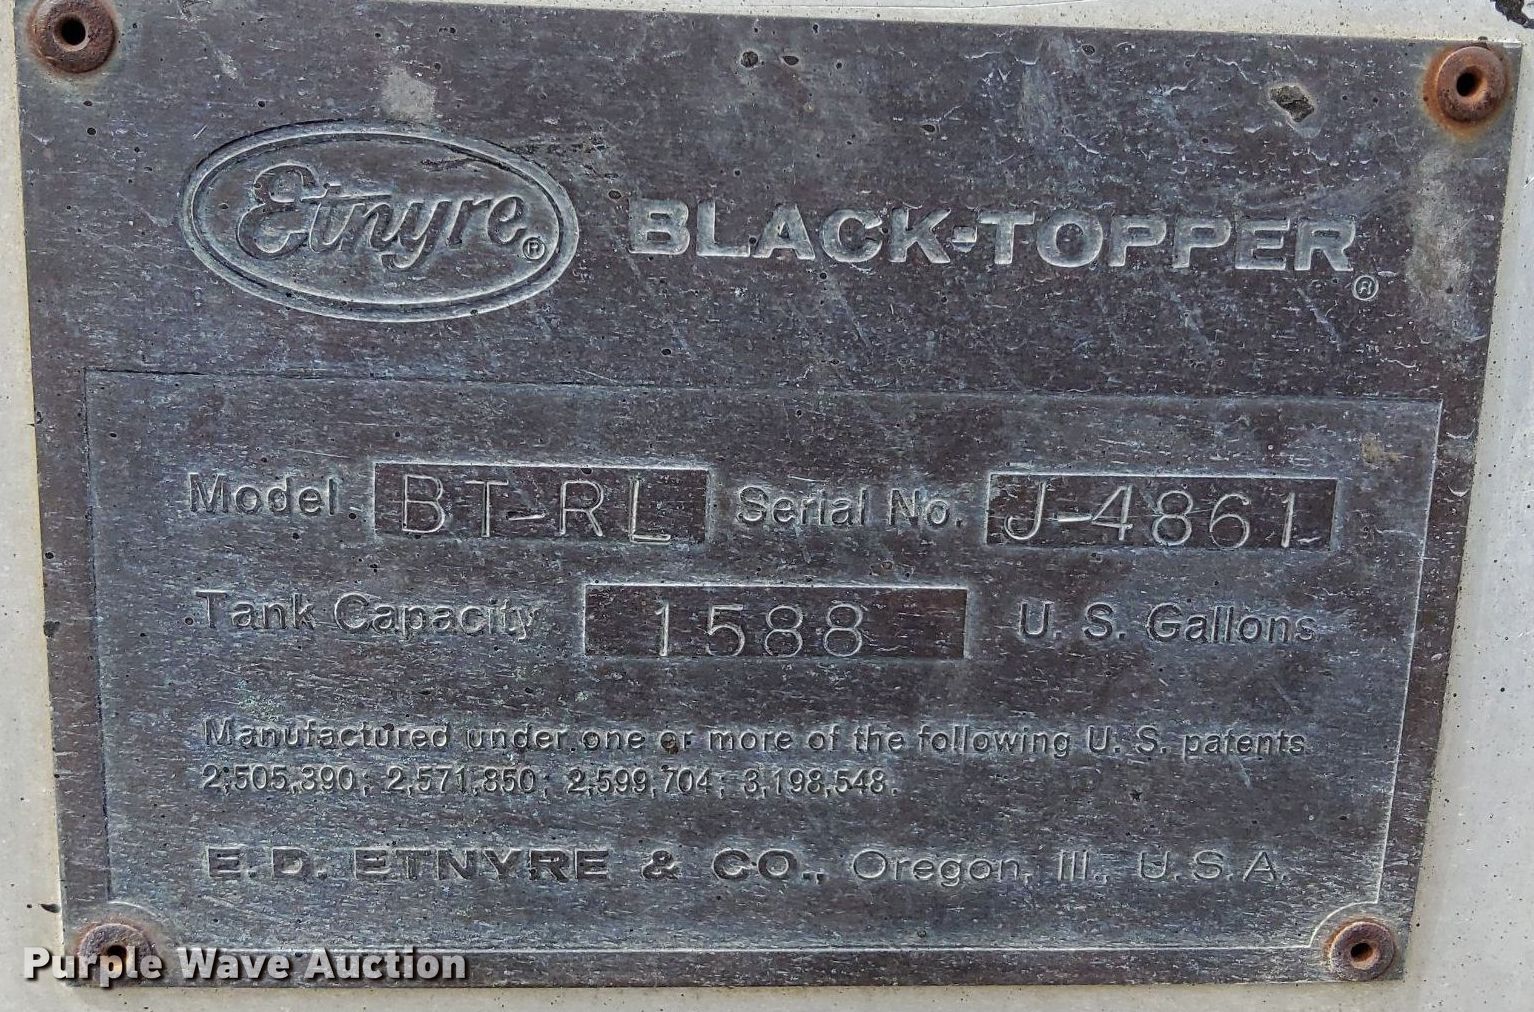 Etnyre® BLACK-TOPPER®
Model BT-RL Serial No. J-4861
Tank Capacity 1588 U. S. Gallons
Manufactured under one or more of the following U. S. patents
2,505,390; 2,571,850; 2,599,704; 3,198,548.
E. D. ETNYRE & CO., Oregon, Ill., U. S. A.
Purple Wave Auction